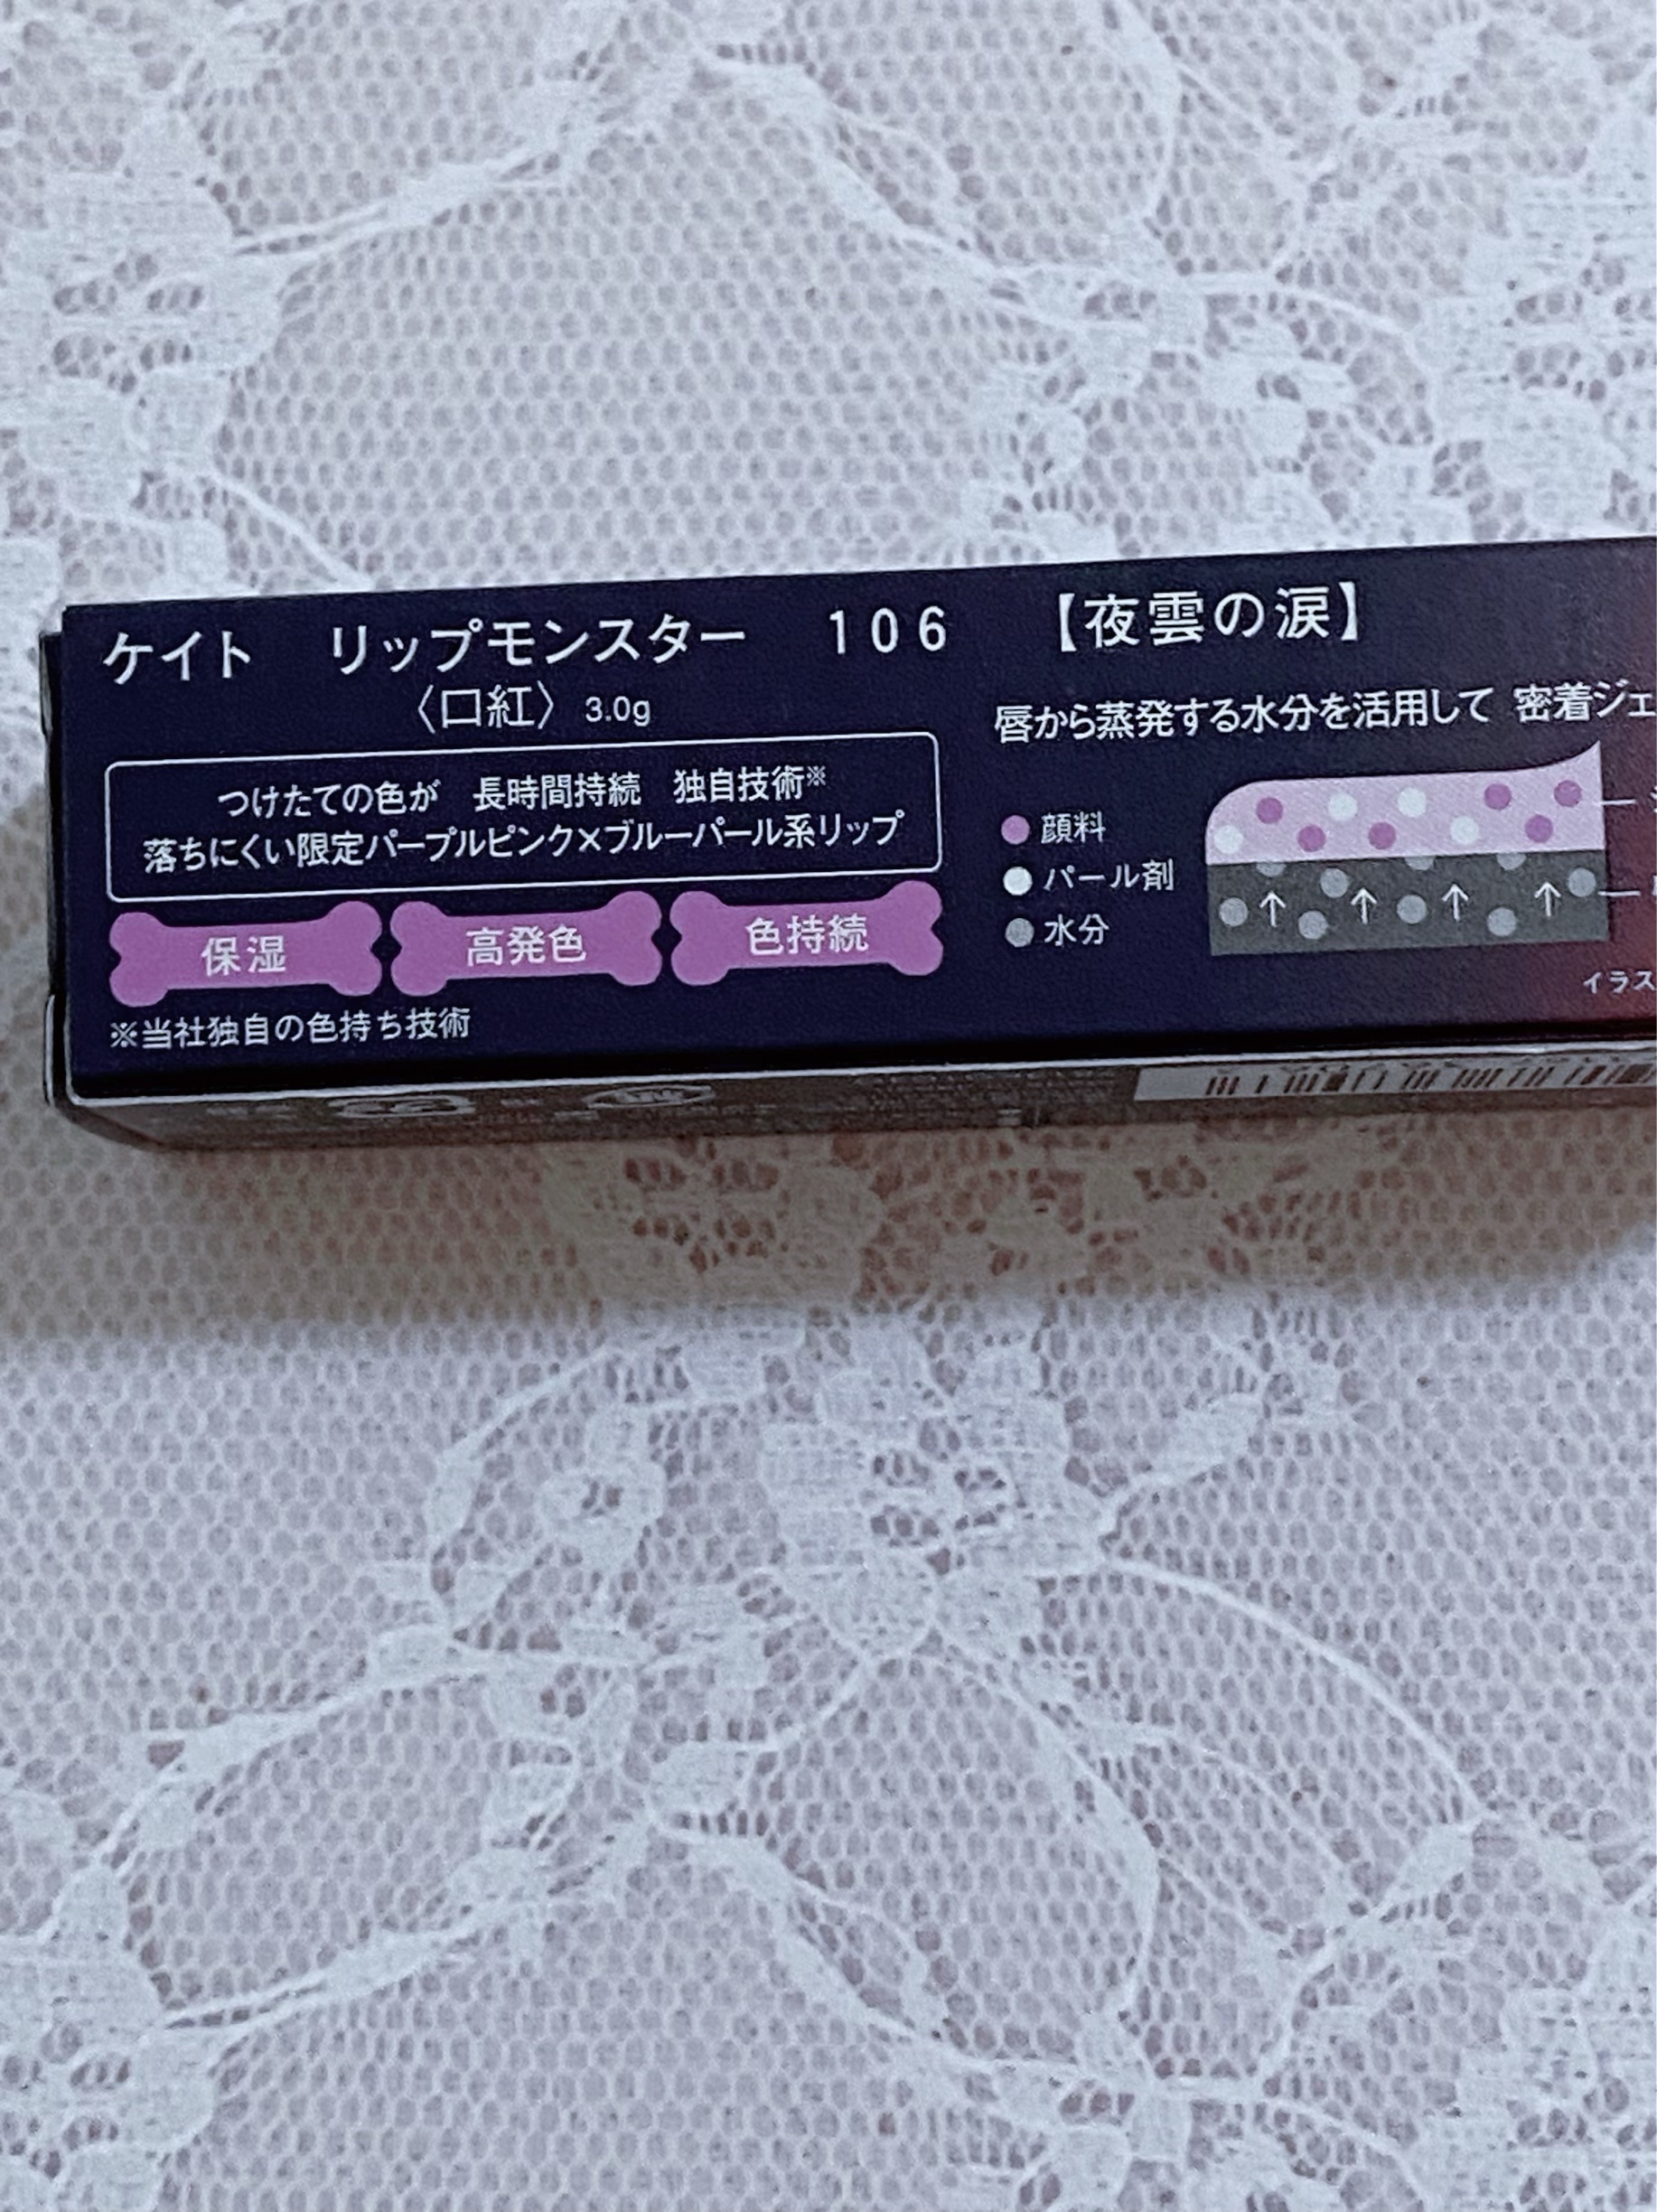 ケイト リップモンスター 106 【夜雲の涙】
〈口紅〉 3.0g
つけたての色が 長時間持続 独自技術※
落ちにくい限定パープルピンク×ブルーパール系リップ
保湿 高発色 色持続
※当社独自の色持ち技術
唇から蒸発する水分を活用して 密着ジェ
顔料
パール剤
水分
イラス